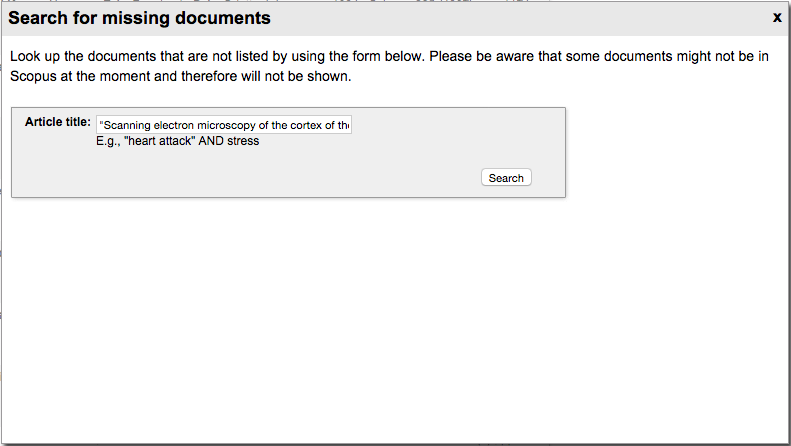 Search for missing documents
x
Look up the documents that are not listed by using the form below. Please be aware that some documents might not be in
Scopus at the moment and therefore will not be shown.
Article title: "Scanning electron microscopy of the cortex of the
E.g., "heart attack" AND stress
Search